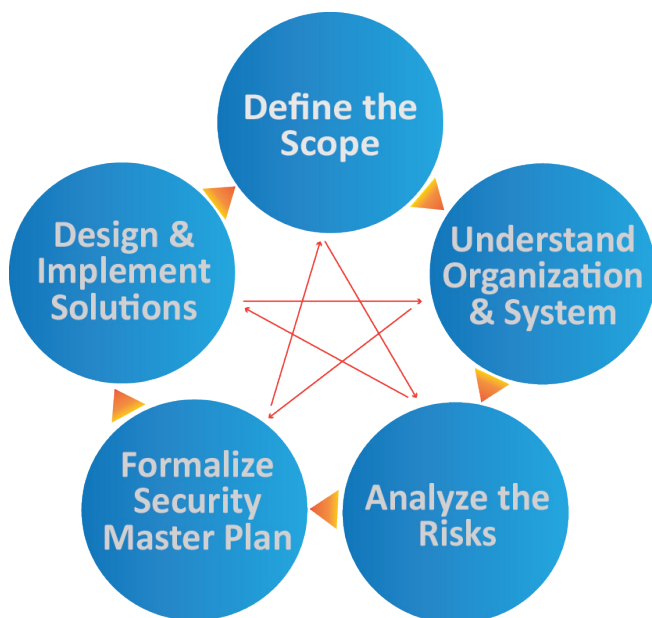 Define the
Scope
Understand
Organization
& System
Analyze the
Risks
Formalize
Security
Master Plan
Design &
Implement
Solutions